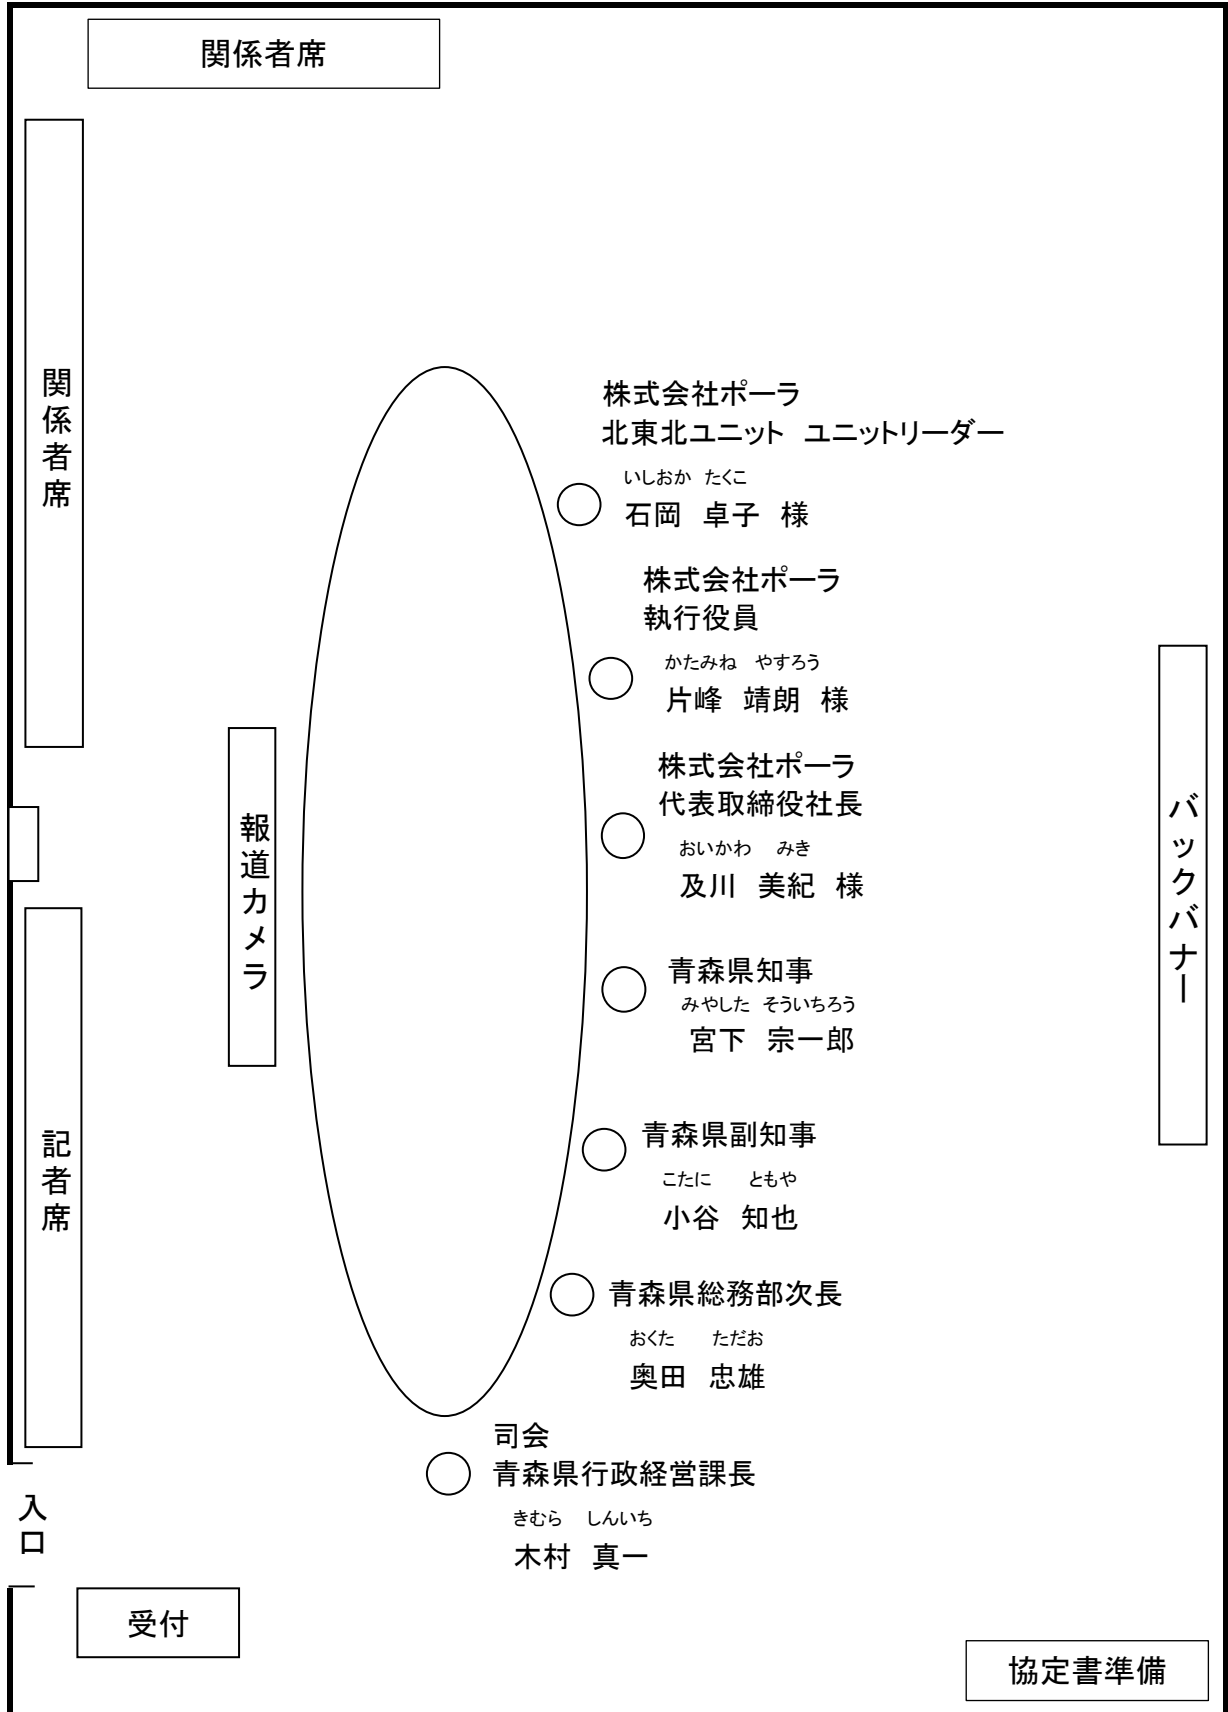 関係者席
関係者席
株式会社ポーラ
北東北ユニット ユニットリーダー
いしおか たくこ
石岡 卓子 様
株式会社ポーラ
執行役員
かたみね やすろう
片峰 靖朗 様
株式会社ポーラ
代表取締役社長
おいかわ みき
及川 美紀 様
報道カメラ
バックバナー
青森県知事
みやした そういちろう
宮下 宗一郎
記者席
青森県副知事
こたに ともや
小谷 知也
青森県総務部次長
おくた ただお
奥田 忠雄
司会
青森県行政経営課長
きむら しんいち
木村 真一
入口
受付
協定書準備